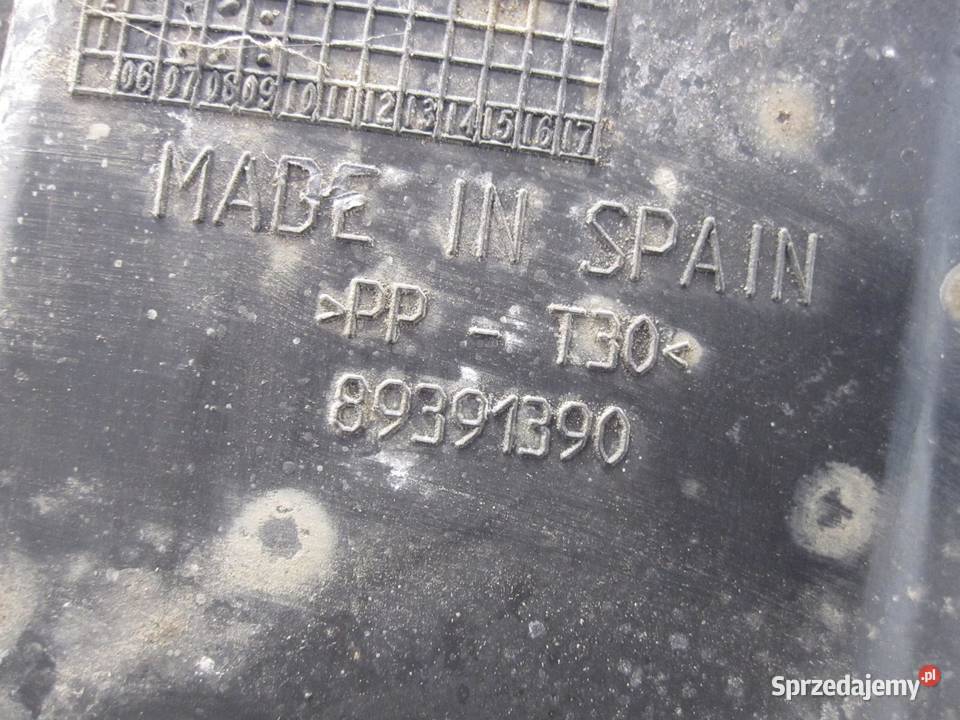 06 07 08 09 10 11 12 13 14 15 16 17
MADE IN SPAIN
>PP - T30<
89391390
Sprzedajemy.pl